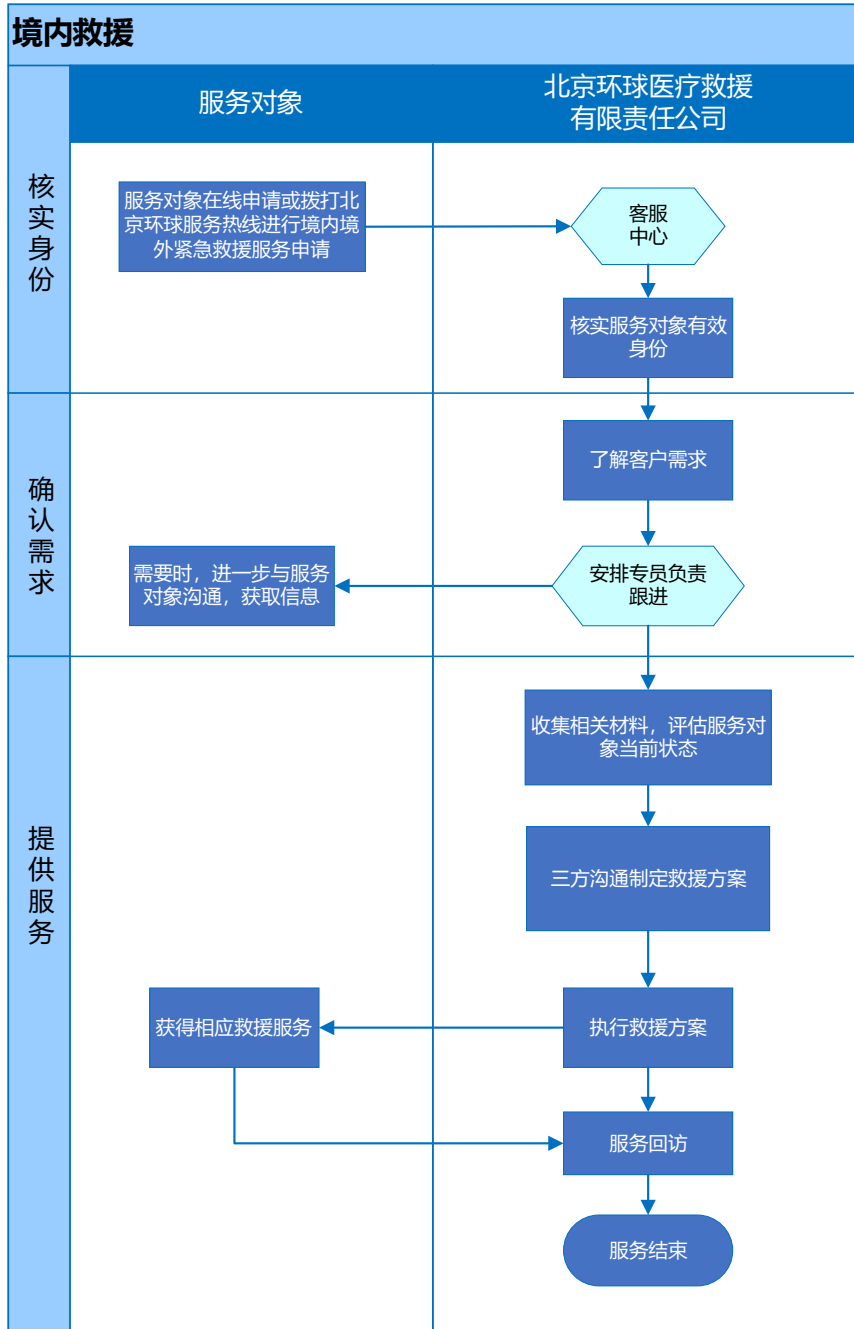 境内救援
服务对象
北京环球医疗救援
有限责任公司
核实身份
服务对象在线申请或拨打北
京环球服务热线进行境内境
外紧急救援服务申请
客服
中心
核实服务对象有效
身份
确认需求
了解客户需求
需要时，进一步与服务
对象沟通，获取信息
安排专员负责
跟进
提供服务
收集相关材料，评估服务对
象当前状态
三方沟通制定救援方案
获得相应救援服务
执行救援方案
服务回访
服务结束